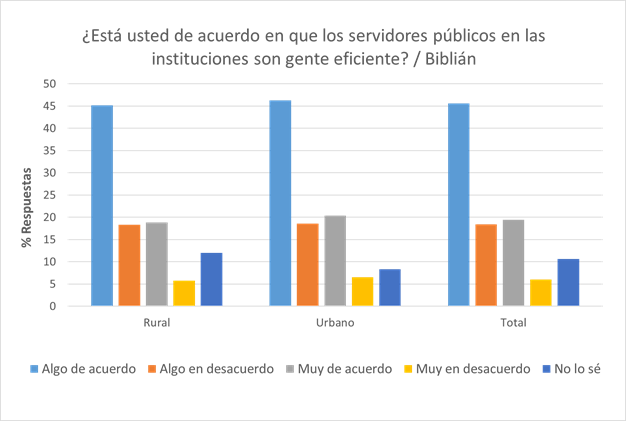 ¿Está usted de acuerdo en que los servidores públicos en las
instituciones son gente eficiente? / Biblián
% Respuestas
50
45
40
35
30
25
20
15
10
5
0
Rural Urbano Total
Algo de acuerdo Algo en desacuerdo Muy de acuerdo Muy en desacuerdo No lo sé